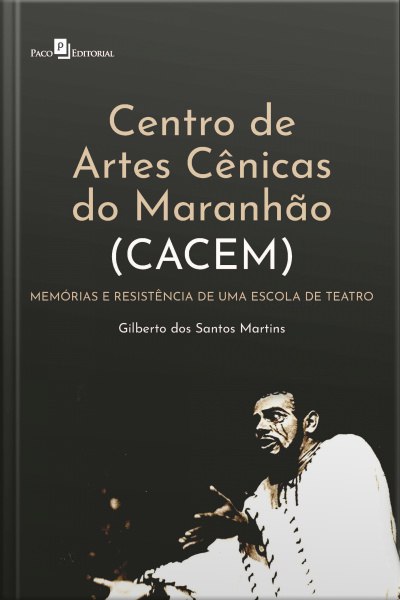 PACO P EDITORIAL
Centro de
Artes Cênicas
do Maranhão
(CACEM)
MEMÓRIAS E RESISTÊNCIA DE UMA ESCOLA DE TEATRO
Gilberto dos Santos Martins